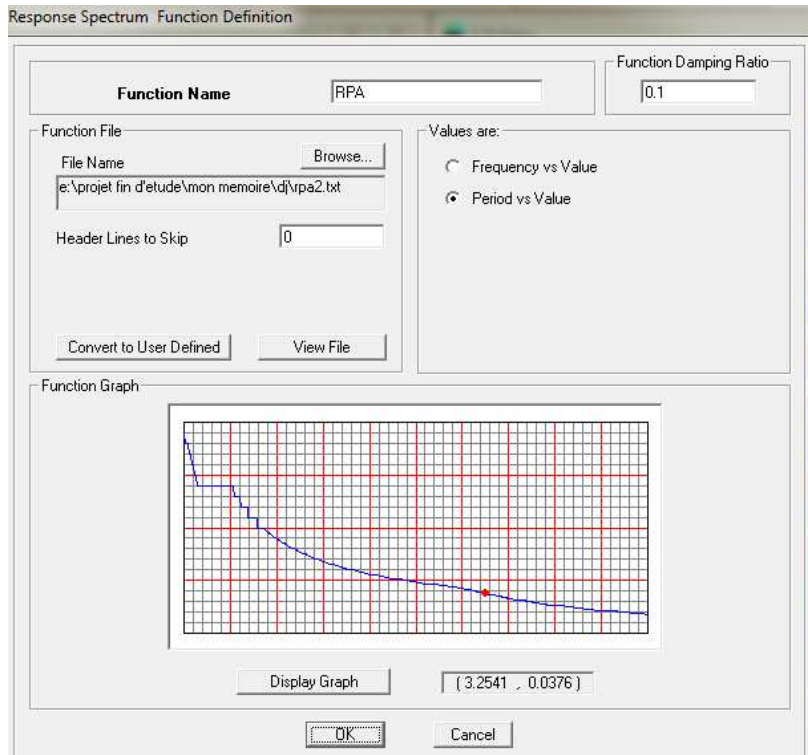 Response Spectrum Function Definition
Function Name
RPA
Function Damping Ratio
0.1
Function File
File Name
Browse...
e:\projet fin d'etude\mon memoire\dj\rpa2.txt
Header Lines to Skip
0
Convert to User Defined
View File
Values are:
Frequency vs Value
Period vs Value
Function Graph
Display Graph
( 3.2541 , 0.0376 )
OK
Cancel